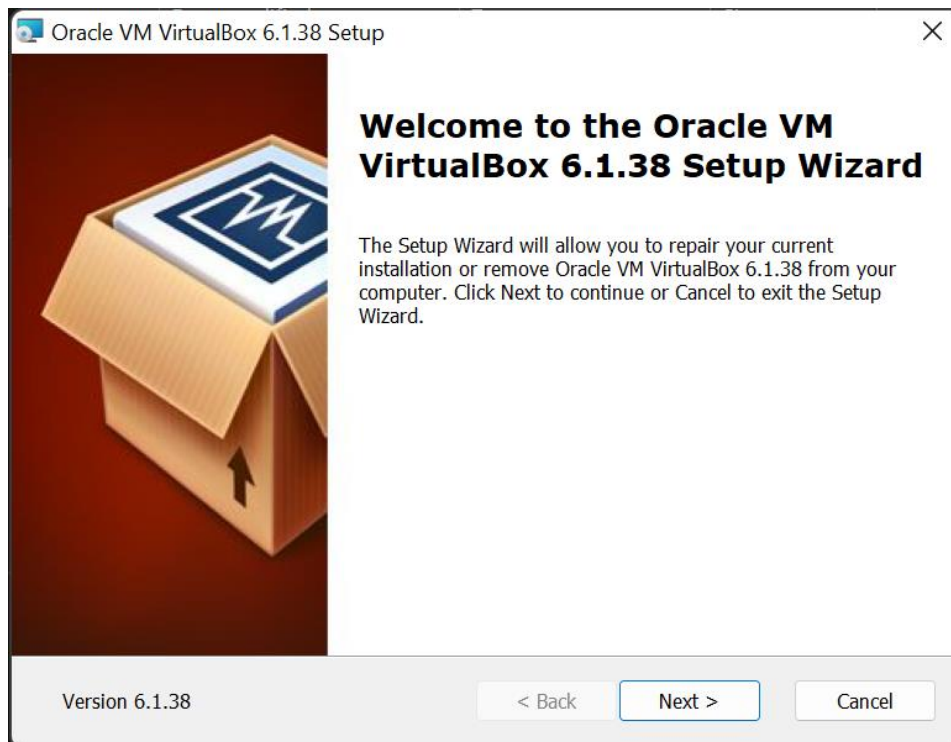 Oracle VM VirtualBox 6.1.38 Setup
Welcome to the Oracle VM
VirtualBox 6.1.38 Setup Wizard
The Setup Wizard will allow you to repair your current
installation or remove Oracle VM VirtualBox 6.1.38 from your
computer. Click Next to continue or Cancel to exit the Setup
Wizard.
Version 6.1.38
< Back
Next >
Cancel